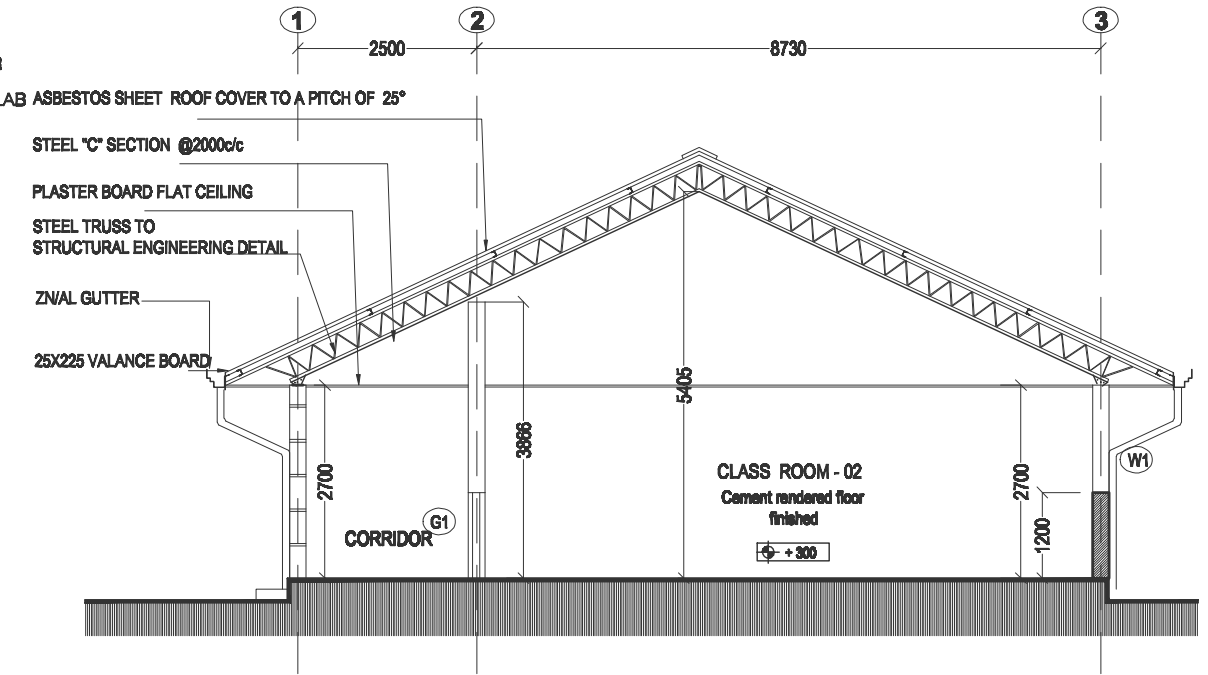 1
2
3
2500
8730
R
LAB
ASBESTOS SHEET ROOF COVER TO A PITCH OF 25°
STEEL "C" SECTION @2000c/c
PLASTER BOARD FLAT CEILING
STEEL TRUSS TO
STRUCTURAL ENGINEERING DETAIL
ZN/AL GUTTER
25X225 VALANCE BOARD
5405
3866
2700
2700
1200
CLASS ROOM - 02
Cement rendered floor
finished
+ 300
CORRIDOR
G1
W1